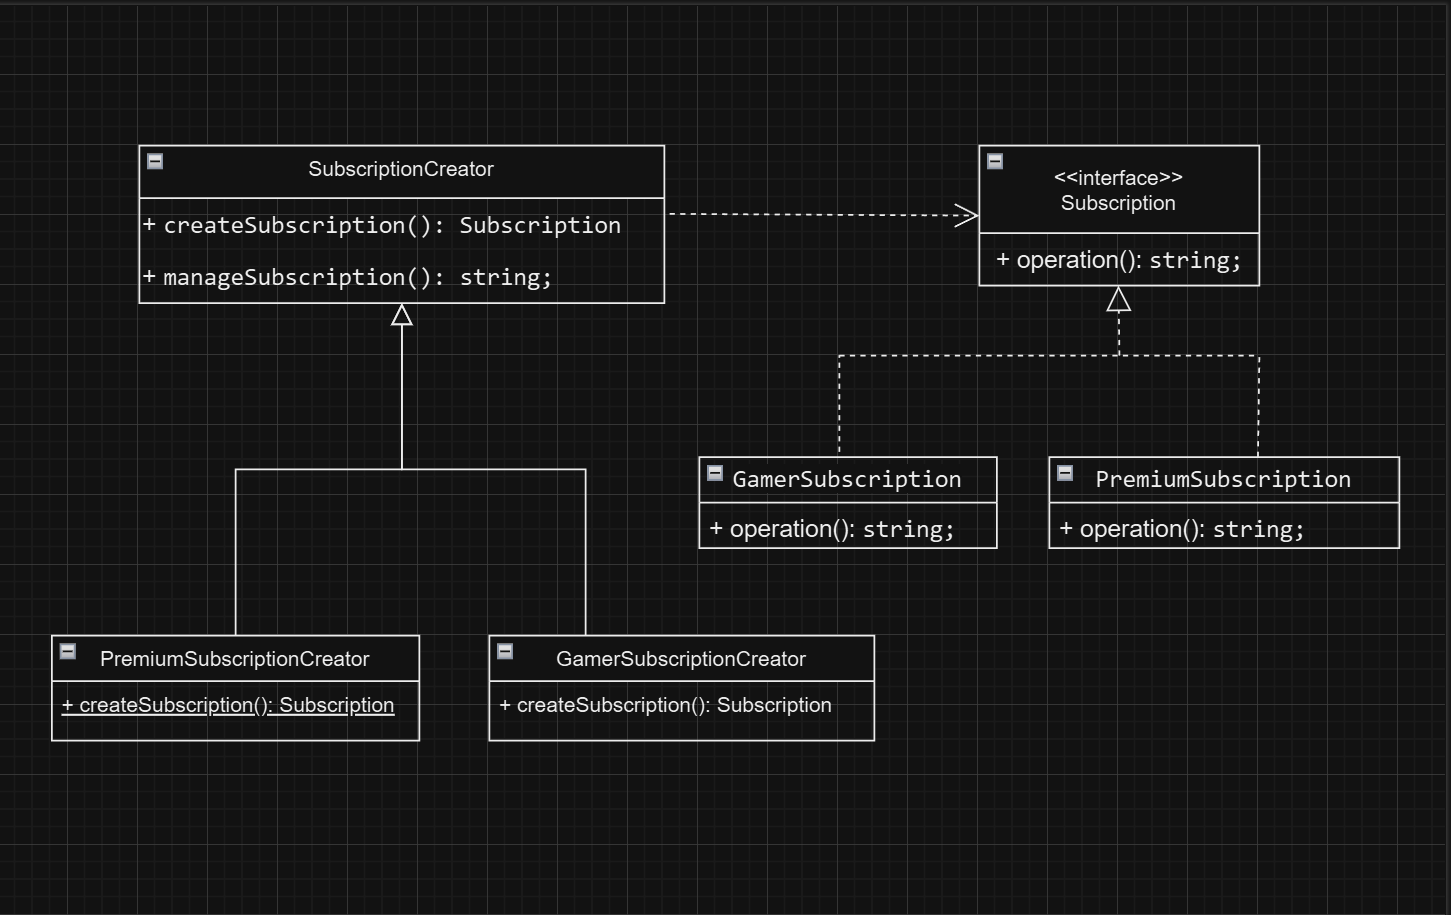 SubscriptionCreator
+ createSubscription(): Subscription
+ manageSubscription(): string;
<<interface>>
Subscription
+ operation(): string;
GamerSubscription
+ operation(): string;
PremiumSubscription
+ operation(): string;
PremiumSubscriptionCreator
+ createSubscription(): Subscription
GamerSubscriptionCreator
+ createSubscription(): Subscription